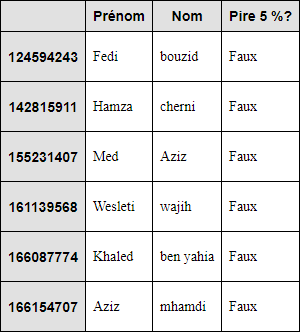 Prénom Nom Pire 5 %?
124594243 Fedi bouzid Faux
142815911 Hamza cherni Faux
155231407 Med Aziz Faux
161139568 Wesleti wajih Faux
166087774 Khaled ben yahia Faux
166154707 Aziz mhamdi Faux